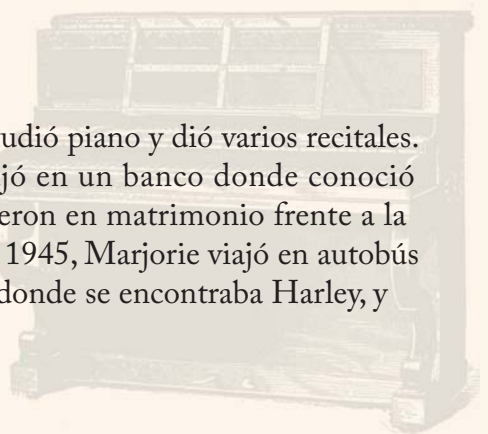 udió piano y dió varios recitales.
jó en un banco donde conoció
eron en matrimonio frente a la
1945, Marjorie viajó en autobús
donde se encontraba Harley, y